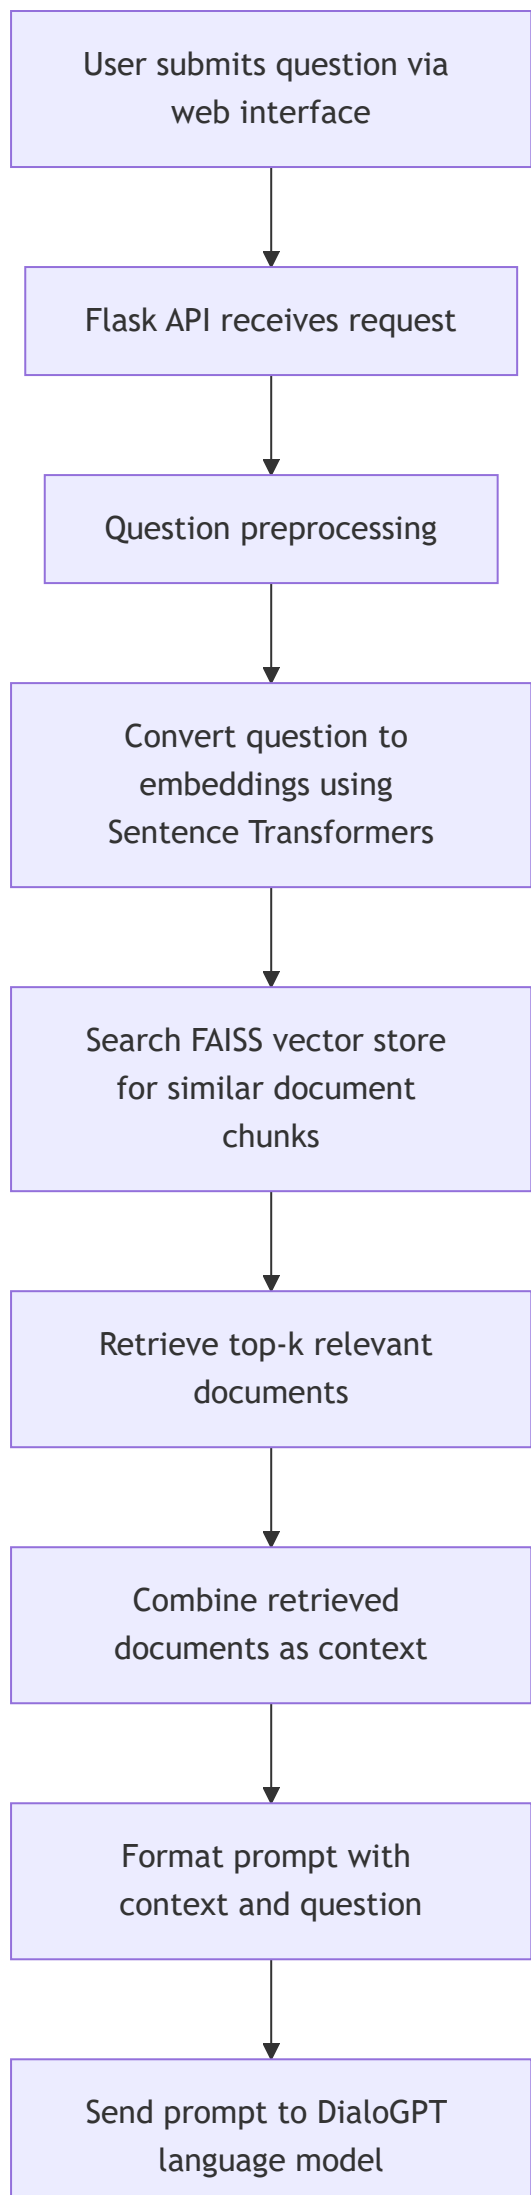 User submits question via
web interface
Flask API receives request
Question preprocessing
Convert question to
embeddings using
Sentence Transformers
Search FAISS vector store
for similar document
chunks
Retrieve top-k relevant
documents
Combine retrieved
documents as context
Format prompt with
context and question
Send prompt to DialoGPT
language model